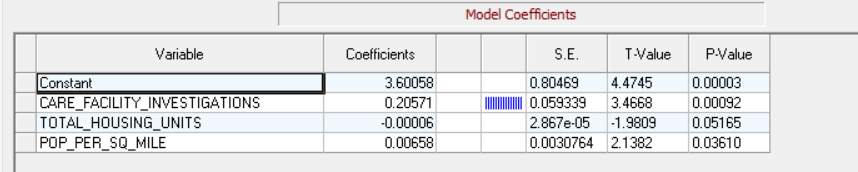 Model Coefficients
Variable Coefficients S.E. T-Value P-Value
Constant 3.60058 0.80469 4.4745 0.00003
CARE_FACILITY_INVESTIGATIONS 0.20571 0.059339 3.4668 0.00092
TOTAL_HOUSING_UNITS -0.00006 2.867e-05 -1.9809 0.05165
POP_PER_SQ_MILE 0.00658 0.0030764 2.1382 0.03610